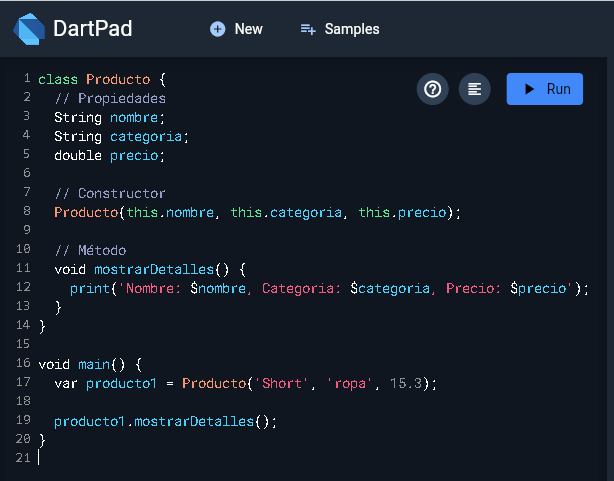 DartPad
New
Samples
Run
1 class Producto {
2   // Propiedades
3   String nombre;
4   String categoria;
5   double precio;
6
7   // Constructor
8   Producto(this.nombre, this.categoria, this.precio);
9
10   // Método
11   void mostrarDetalles() {
12     print('Nombre: $nombre, Categoria: $categoria, Precio: $precio');
13   }
14 }
15
16 void main() {
17   var producto1 = Producto('Short', 'ropa', 15.3);
18
19   producto1.mostrarDetalles();
20 }
21